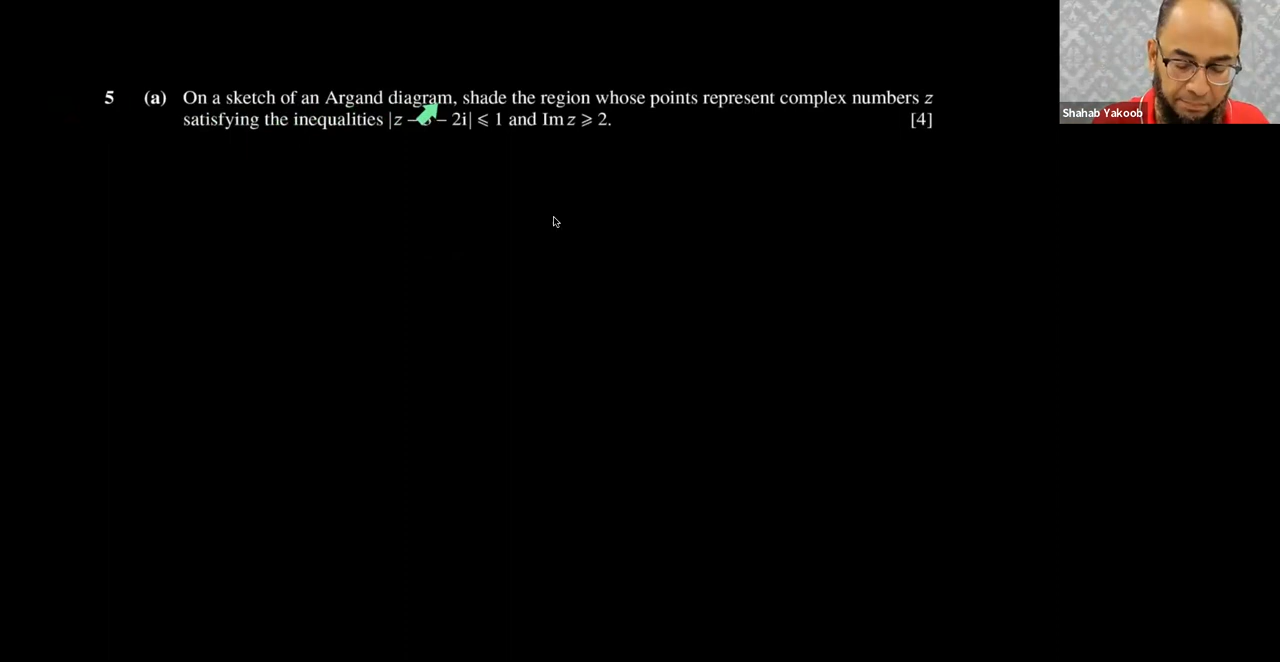 5 (a) On a sketch of an Argand diagram, shade the region whose points represent complex numbers z
satisfying the inequalities |z – – 2i| ⩽ 1 and Im z ⩾ 2. [4]
Shahab Yakoob